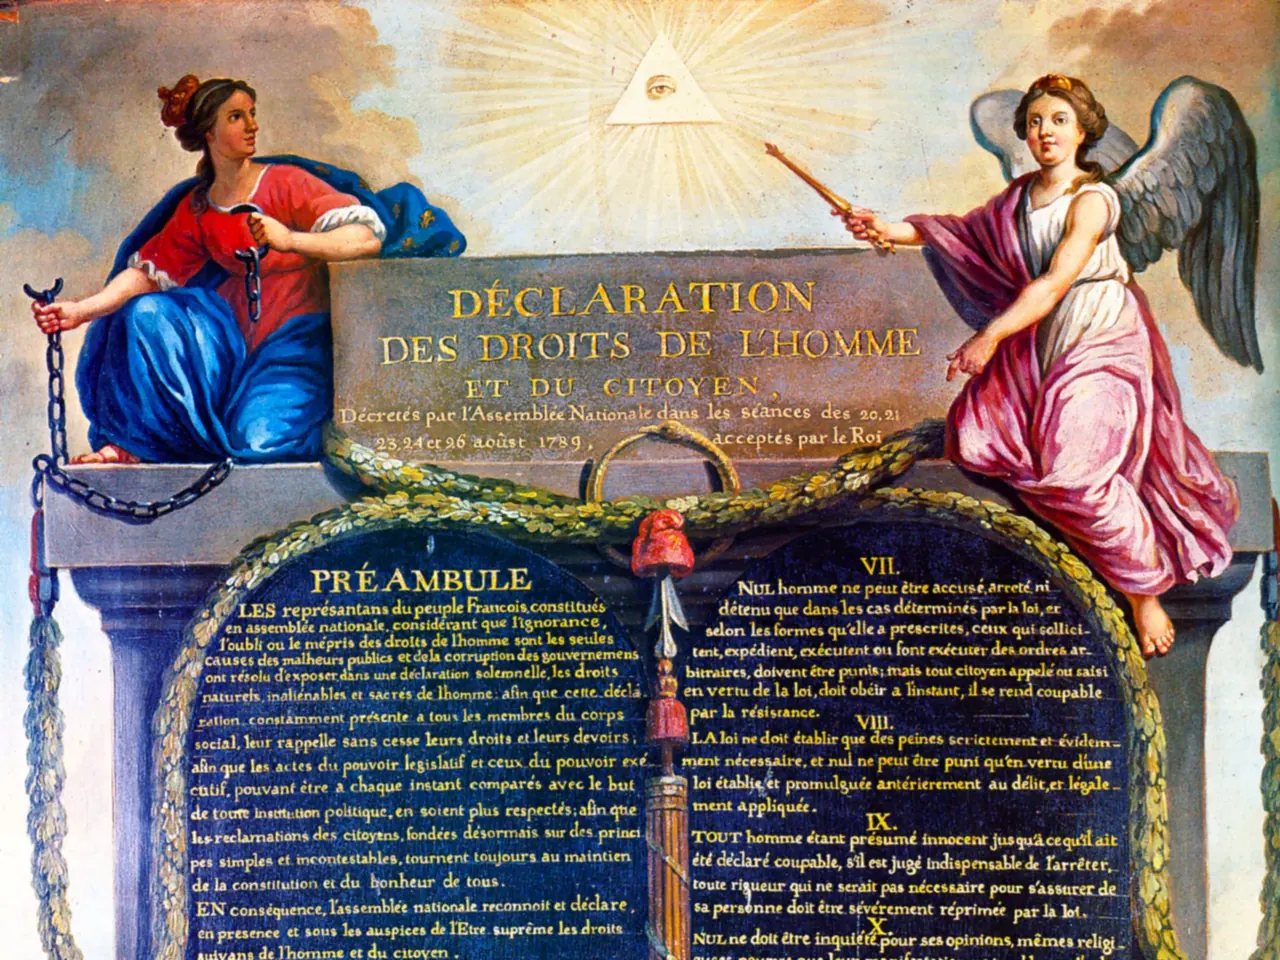 DÉCLARATION
DES DROITS DE L'HOMME
ET DU CITOYEN,
Décretés par l'Assemblée Nationale dans les séances des 20, 21
23, 24 et 26 aoûst 1789, acceptés par le Roi
PRÉAMBULE
LES représantans du peuple Francois, constitués
en assemblée nationale, considérant que l'ignorance,
l'oubli ou le mépris des droits de l'homme sont les seules
causes des malheurs publics et de la corruption des gouvernemens
ont résolu d'exposer dans une déclaration solemnelle, les droits
naturels, inaliénables et sacrés de l'homme: afin que cette décla
ration, constamment présente a tous les membres du corps
social, leur rappelle sans cesse leurs droits et leurs devoirs;
afin que les actes du pouvoir legislatif et ceux du pouvoir exé
cutif, pouvant être a chaque instant comparés avec le but
de toute institution politique, en soient plus respectés; afin que
les reclamations des citoyens, fondées désormais sur des princi
pes simples et incontestables, tournent toujours au maintien
de la constitution et du bonheur de tous.
EN conséquence, l'assemblée nationale reconnoit et déclare,
en presence et sous les auspices de l'Etre suprême les droits
suivans de l'homme et du citoyen.
VII.
NUL homme ne peut être accusé, arreté ni
détenu que dans les cas déterminés par la loi, et
selon les formes qu'elle a prescrites, ceux qui sollici-
tent, expédient, exécutent ou font exécuter des ordres ar-
bitraires, doivent être punis; mais tout citoyen appelé ou saisi
en vertu de la loi, doit obéir a l'instant, il se rend coupable
par la résistance.
VIII.
LA loi ne doit établir que des peines strictement et évidem-
ment nécessaire, et nul ne peut être puni qu'en vertu d'une
loi établie, et promulguée antérierement au délit, et légale-
ment appliquée.
IX.
TOUT homme étant présumé innocent jusqu'a ce qu'il ait
été déclaré coupable, s'il est jugé indispensable de l'arrêter,
toute rigueur qui ne serait pas nécessaire pour s'assurer de
sa personne doit être sévèrement réprimée par la loi.
X.
NUL ne doit être inquiété pour ses opinions, mêmes religi-